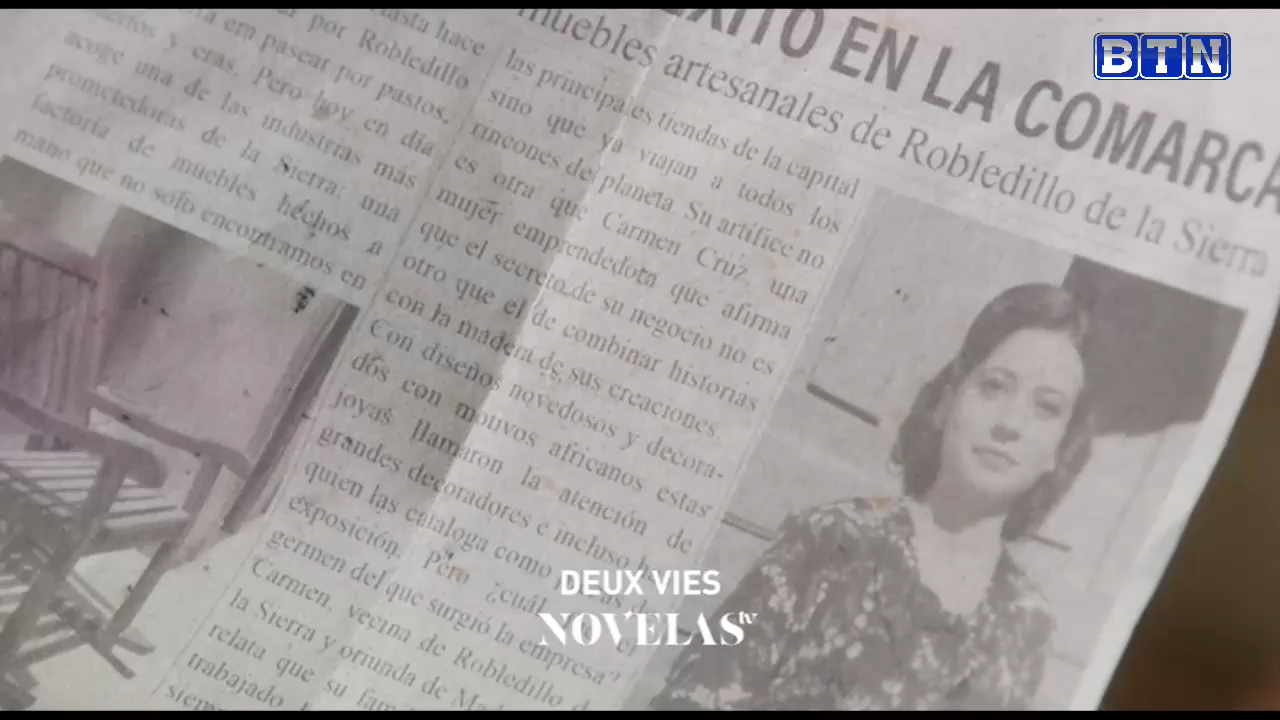 ÉXITO EN LA COMARCA
muebles artesanales de Robledillo de la Sierra
BTN
hasta hace
por Robledillo
era pasear por pastos,
y eras. Pero hoy en día
acoge una de las industrias más
prometedoras de la Sierra: una
factoría de muebles hechos a
mano que no solo encontramos en
las principales tiendas de la capital
sino que ya viajan a todos los
rincones del planeta. Su artífice no
es otra que Carmen Cruz, una
mujer emprendedora que afirma
que el secreto de su negocio no es
otro que el de combinar historias
con la madera de sus creaciones.
Con diseños novedosos y decora-
dos con motivos africanos estas
joyas llamaron la atención de
grandes decoradores e incluso
quien las cataloga como de
exposición, pero ¿cuál el
germen del que surgió la empresa?
Carmen, vecina de Robledillo
la Sierra y oriunda de
relata que su
trabajado
DEUX VIES
NOVELAS tv